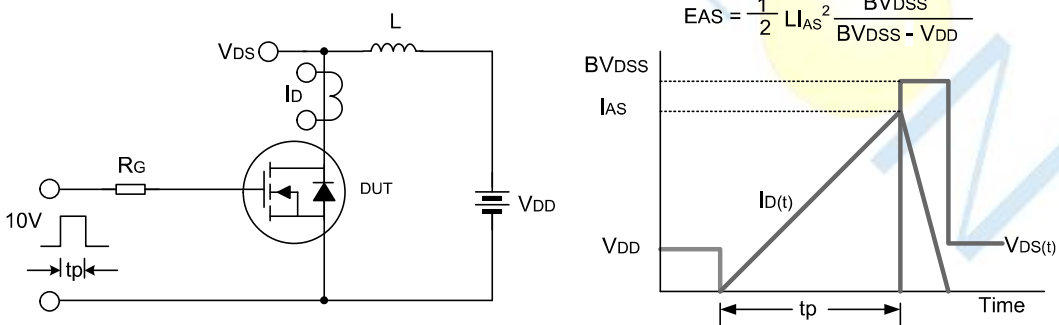 VDS
L
ID
RG
DUT
VDD
10V
tp
EAS = 1/2 LIAS² BVDSS / BVDSS - VDD
BVDSS
IAS
ID(t)
VDD
VDS(t)
tp
Time